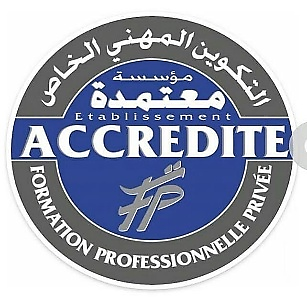 التكوين المهني الخاص
مؤسسة
معتمدة
Etablissement
ACCREDITE
FP
FORMATION PROFESSIONNELLE PRIVÉE